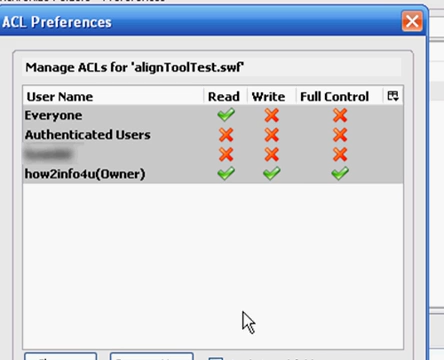 ACL Preferences
Manage ACLs for 'alignToolTest.swf'
User Name Read Write Full Control
Everyone
Authenticated Users
how2info4u(Owner)